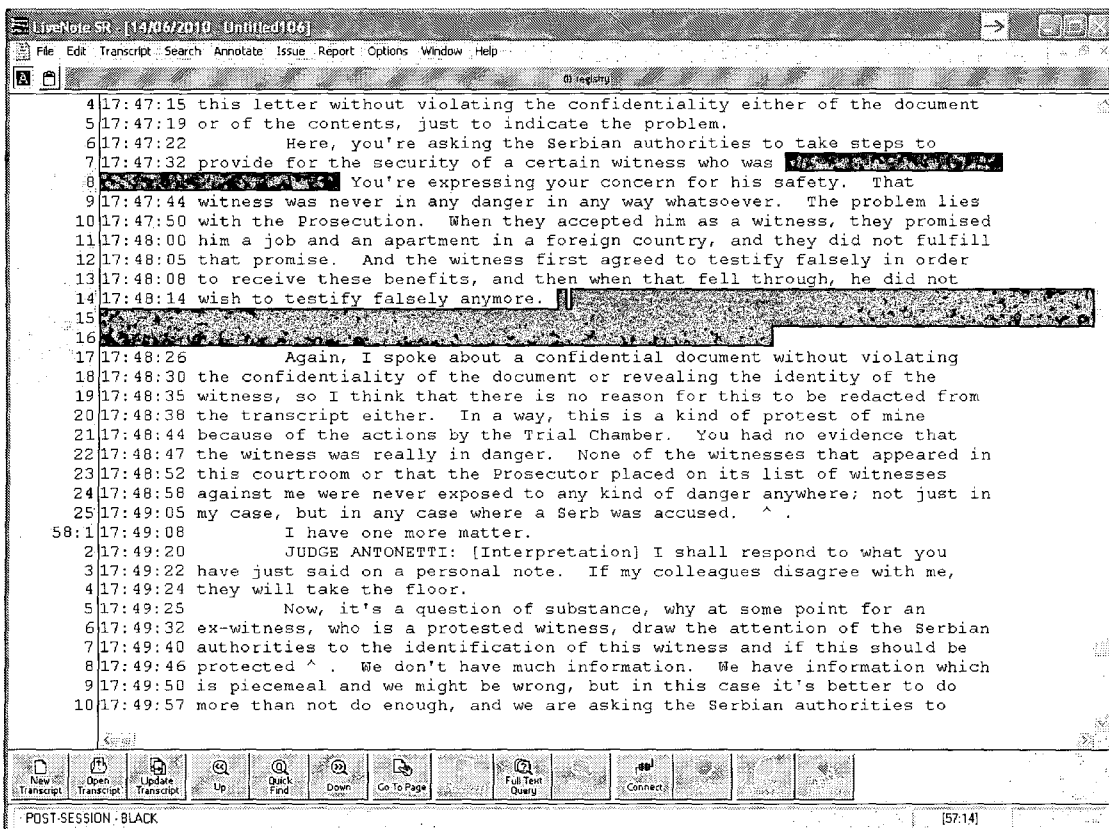 LiveNote SR - [14/06/2010 - Untitled106]
File Edit Transcript Search Annotate Issue Report Options Window Help
A 0) registry
4 17:47:15 this letter without violating the confidentiality either of the document
5 17:47:19 or of the contents, just to indicate the problem.
6 17:47:22 Here, you're asking the Serbian authorities to take steps to
7 17:47:32 provide for the security of a certain witness who was
8 You're expressing your concern for his safety. That
9 17:47:44 witness was never in any danger in any way whatsoever. The problem lies
10 17:47:50 with the Prosecution. When they accepted him as a witness, they promised
11 17:48:00 him a job and an apartment in a foreign country, and they did not fulfill
12 17:48:05 that promise. And the witness first agreed to testify falsely in order
13 17:48:08 to receive these benefits, and then when that fell through, he did not
14 17:48:14 wish to testify falsely anymore.
15
16
17 17:48:26 Again, I spoke about a confidential document without violating
18 17:48:30 the confidentiality of the document or revealing the identity of the
19 17:48:35 witness, so I think that there is no reason for this to be redacted from
20 17:48:38 the transcript either. In a way, this is a kind of protest of mine
21 17:48:44 because of the actions by the Trial Chamber. You had no evidence that
22 17:48:47 the witness was really in danger. None of the witnesses that appeared in
23 17:48:52 this courtroom or that the Prosecutor placed on its list of witnesses
24 17:48:58 against me were never exposed to any kind of danger anywhere; not just in
25 17:49:05 my case, but in any case where a Serb was accused. ^ .
58:1 17:49:08 I have one more matter.
2 17:49:20 JUDGE ANTONETTI: [Interpretation] I shall respond to what you
3 17:49:22 have just said on a personal note. If my colleagues disagree with me,
4 17:49:24 they will take the floor.
5 17:49:25 Now, it's a question of substance, why at some point for an
6 17:49:32 ex-witness, who is a protested witness, draw the attention of the Serbian
7 17:49:40 authorities to the identification of this witness and if this should be
8 17:49:46 protected ^ . We don't have much information. We have information which
9 17:49:50 is piecemeal and we might be wrong, but in this case it's better to do
10 17:49:57 more than not do enough, and we are asking the Serbian authorities to
New Transcript Open Transcript Update Transcript Up Quick Find Down Go To Page Full Text Query Connect
POST-SESSION - BLACK [57:14]